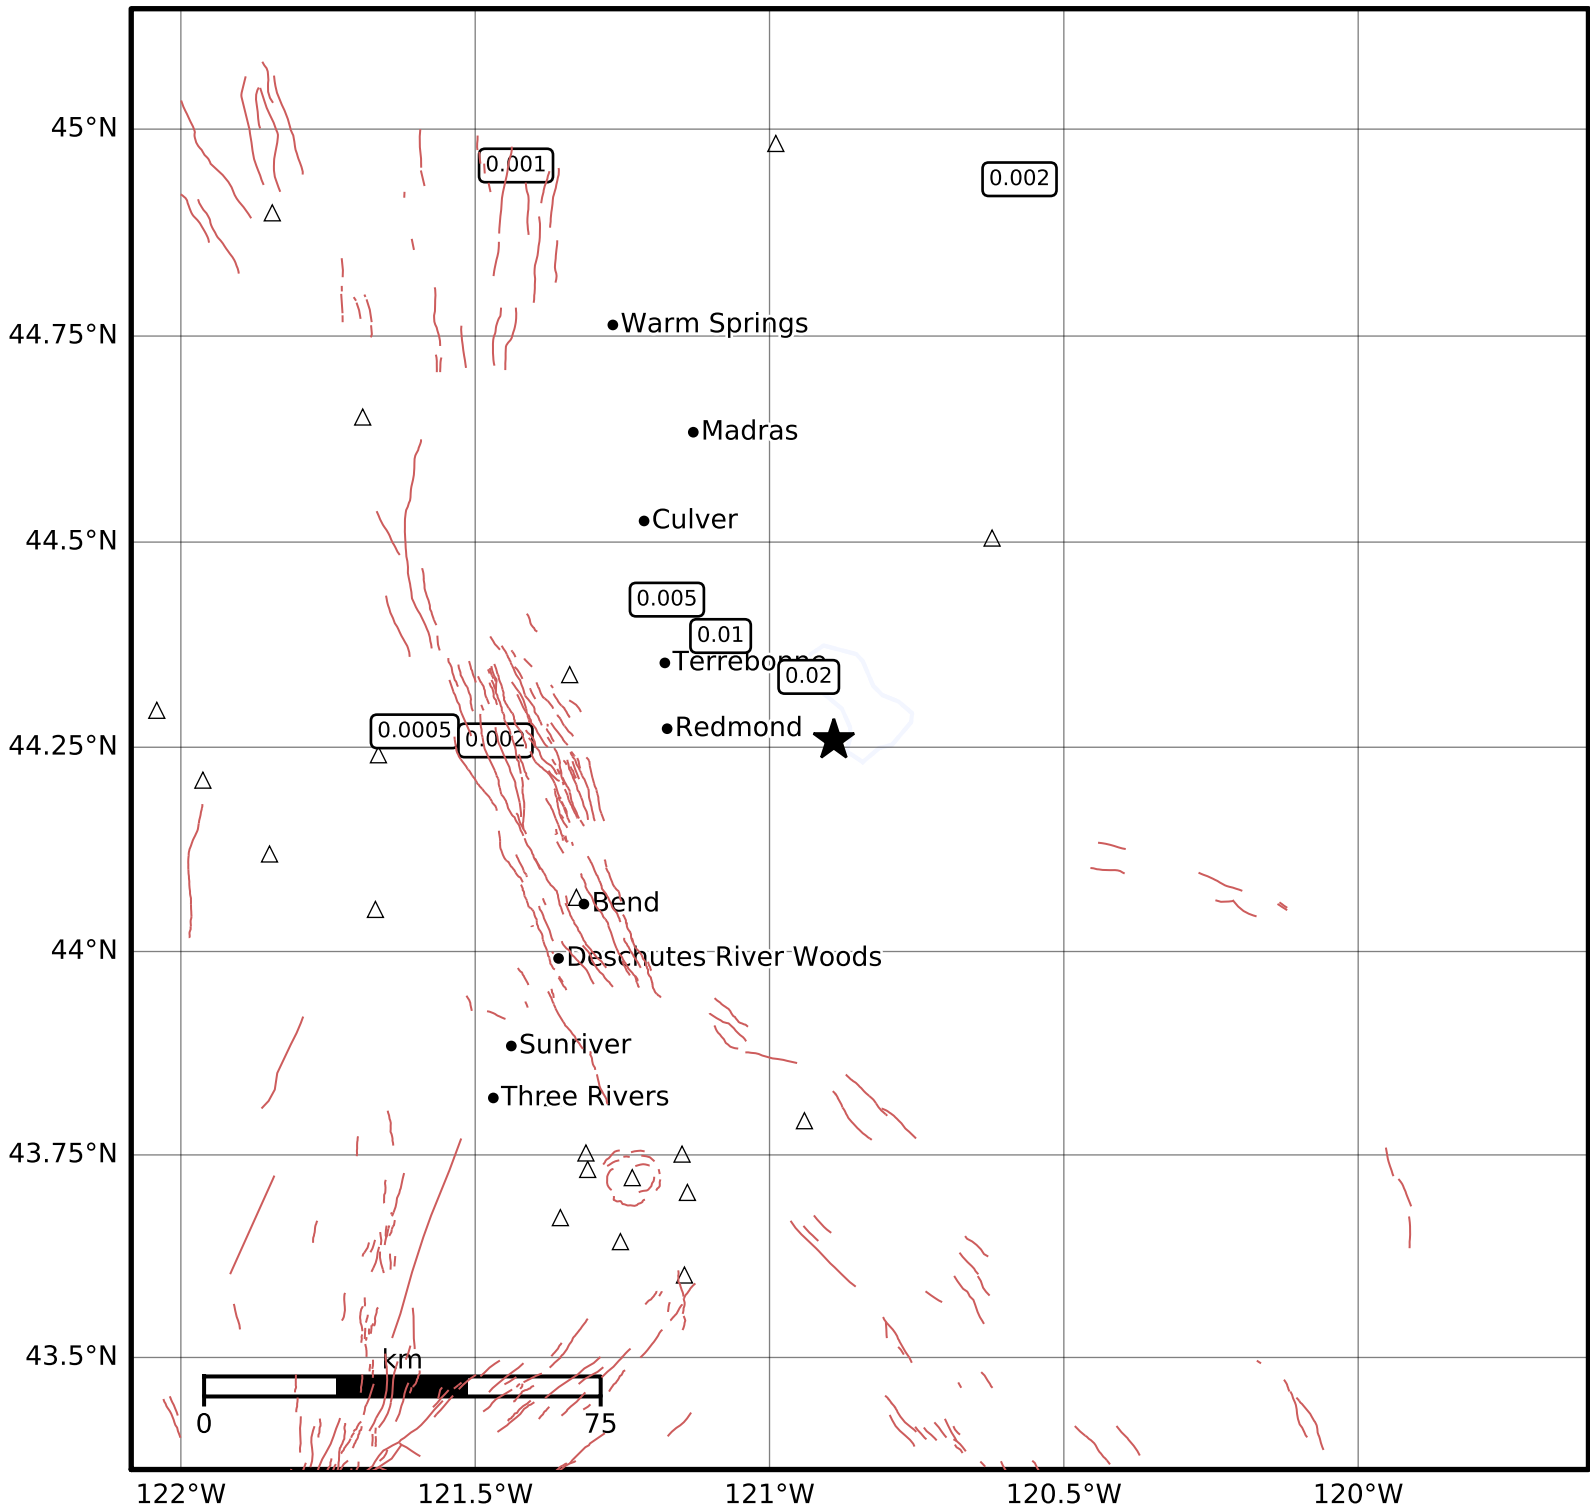 45°N
0.001
0.002
Warm Springs
44.75°N
Madras
Culver
44.5°N
0.005
0.01
Terrebonne
0.02
0.0005
0.002
Redmond
44.25°N
Bend
44°N
Deschutes River Woods
Sunriver
Three Rivers
43.75°N
43.5°N
km
0
75
122°W
121.5°W
121°W
120.5°W
120°W